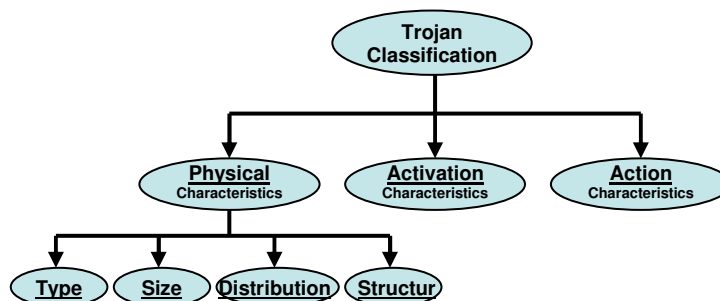 Trojan
Classification
Physical
Characteristics
Activation
Characteristics
Action
Characteristics
Type
Size
Distribution
Structur